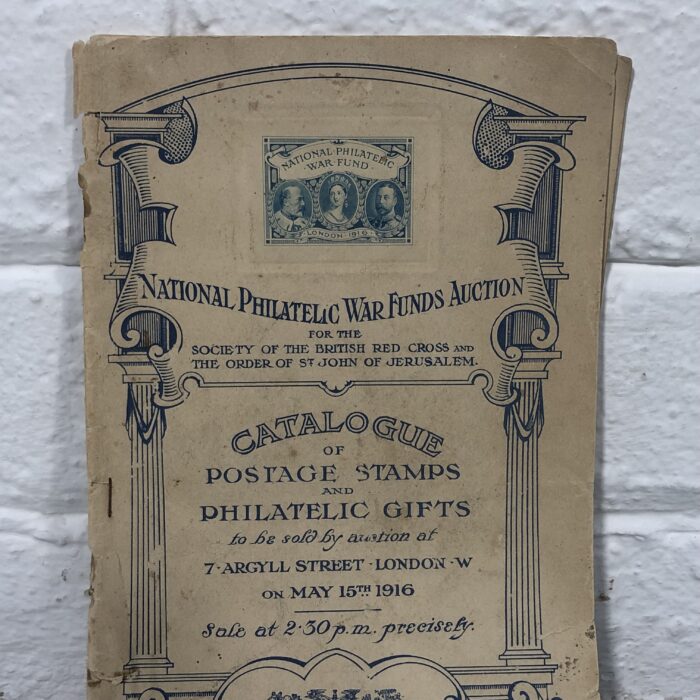 NATIONAL·PHILATELIC
·WAR·FUND·
·LONDON·1916·
NATIONAL PHILATELIC WAR FUNDS AUCTION
FOR THE
SOCIETY OF THE BRITISH RED CROSS AND
THE ORDER OF ST JOHN OF JERUSALEM.
CATALOGUE
OF
POSTAGE STAMPS
AND
PHILATELIC GIFTS
to be sold by auction at
7·ARGYLL STREET·LONDON·W
ON MAY 15TH 1916
Sale at 2·30 p.m. precisely.